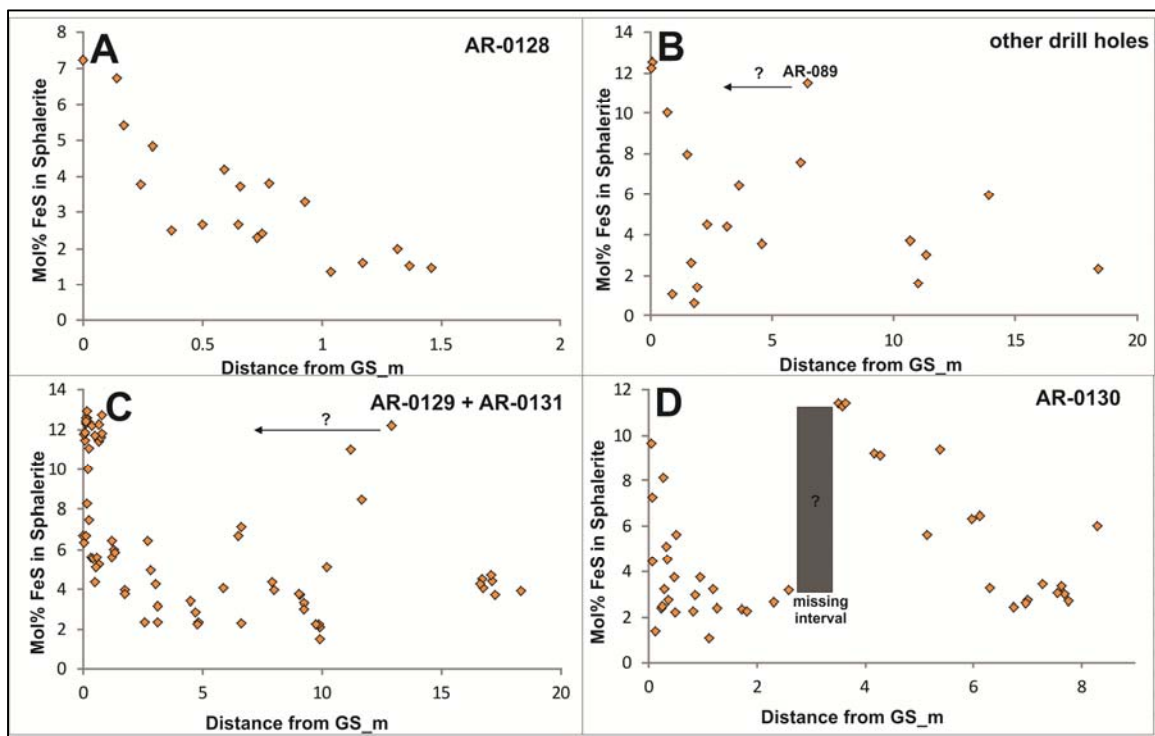 A
AR-0128
Mol% FeS in Sphalerite
8
7
6
5
4
3
2
1
0
0
0.5
1
1.5
2
Distance from GS_m
B
other drill holes
Mol% FeS in Sphalerite
14
12
10
8
6
4
2
0
?
AR-089
0
5
10
15
20
Distance from GS_m
C
AR-0129 + AR-0131
Mol% FeS in Sphalerite
14
12
10
8
6
4
2
0
?
0
5
10
15
20
Distance from GS_m
D
AR-0130
Mol% FeS in Sphalerite
12
10
8
6
4
2
0
?
missing
interval
0
2
4
6
8
Distance from GS_m